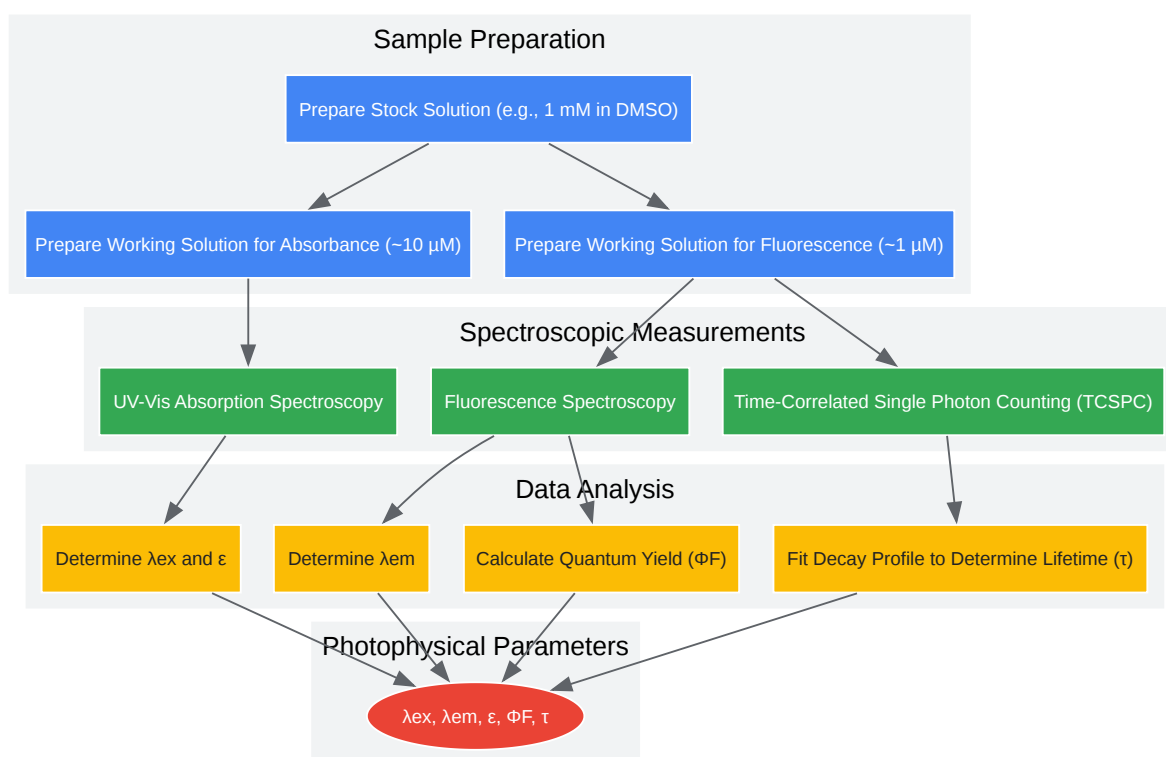 Sample Preparation
Prepare Stock Solution (e.g., 1 mM in DMSO)
Prepare Working Solution for Absorbance (~10 µM)
Prepare Working Solution for Fluorescence (~1 µM)
Spectroscopic Measurements
UV-Vis Absorption Spectroscopy
Fluorescence Spectroscopy
Time-Correlated Single Photon Counting (TCSPC)
Data Analysis
Determine λex and ε
Determine λem
Calculate Quantum Yield (ΦF)
Fit Decay Profile to Determine Lifetime (τ)
Photophysical Parameters
λex, λem, ε, ΦF, τ